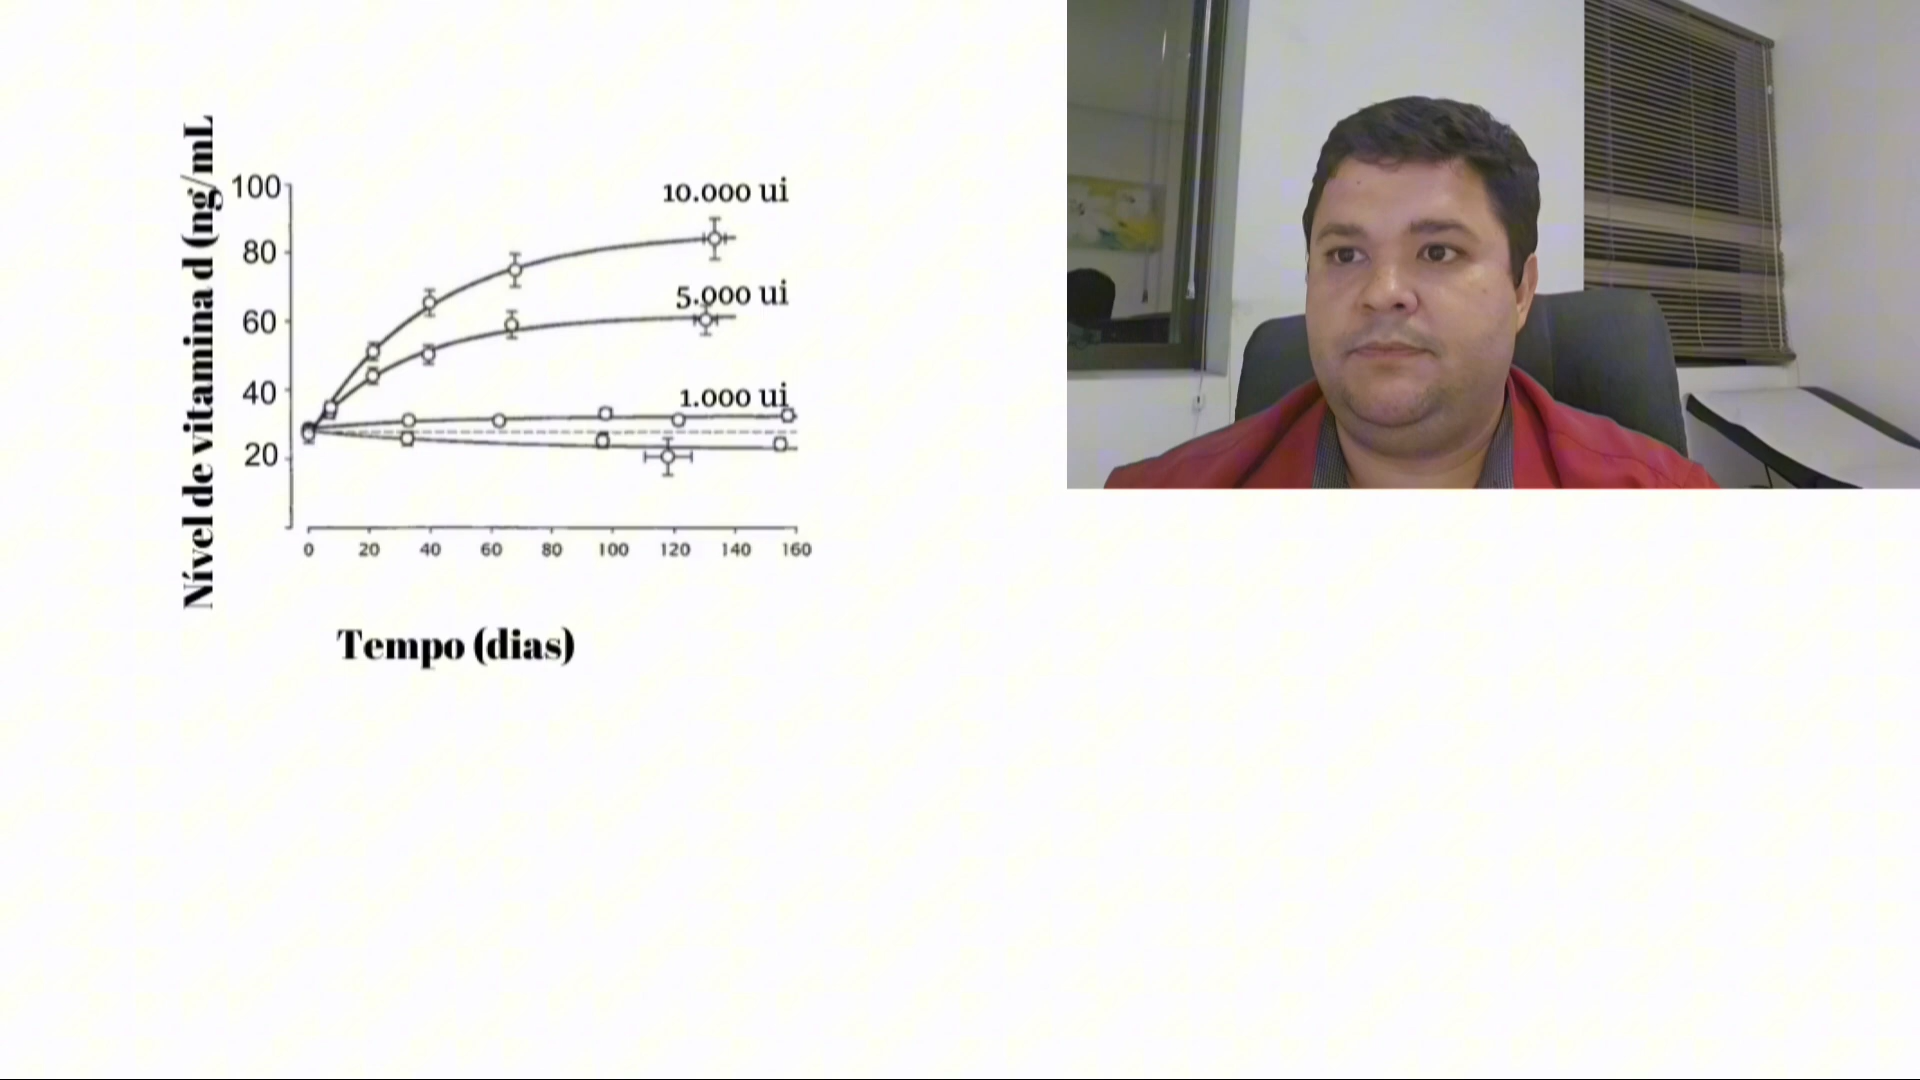 Nível de vitamina d (ng/mL
100
80
60
40
20
10.000 ui
5.000 ui
1.000 ui
0 20 40 60 80 100 120 140 160
Tempo (dias)